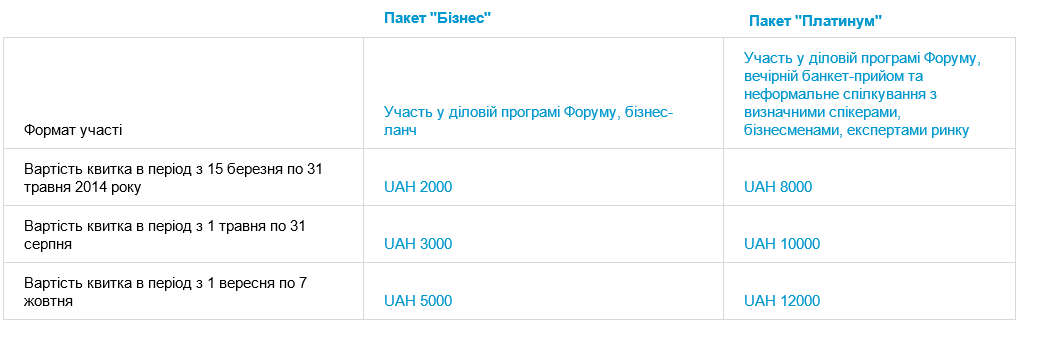 Пакет "Бізнес"
Пакет "Платинум"
Формат участі
Участь у діловій програмі Форуму, бізнес-
ланч
Участь у діловій програмі Форуму,
вечірній банкет-прийом та
неформальне спілкування з
визначними спікерами,
бізнесменами, експертами ринку
Вартість квитка в період з 15 березня по 31
травня 2014 року
UAH 2000
UAH 8000
Вартість квитка в період з 1 травня по 31
серпня
UAH 3000
UAH 10000
Вартість квитка в період з 1 вересня по 7
жовтня
UAH 5000
UAH 12000